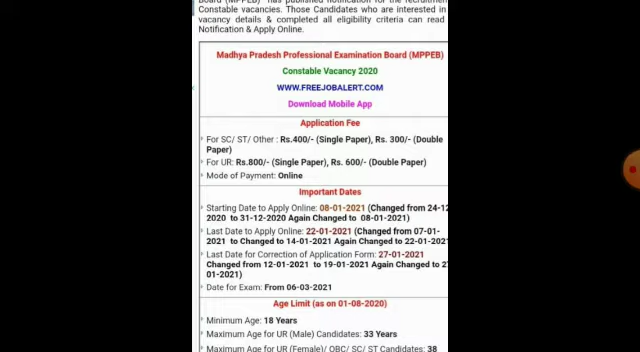 Board (MPPEB) has published notification for the recruitmen
Constable vacancies. Those Candidates who are interested in
vacancy details & completed all eligibility criteria can read
Notification & Apply Online.
Madhya Pradesh Professional Examination Board (MPPEB)
Constable Vacancy 2020
WWW.FREEJOBALERT.COM
Download Mobile App
Application Fee
For SC/ ST/ Other : Rs.400/- (Single Paper), Rs. 300/- (Double
Paper)
For UR: Rs.800/- (Single Paper), Rs. 600/- (Double Paper)
Mode of Payment: Online
Important Dates
Starting Date to Apply Online: 08-01-2021 (Changed from 24-12
2020 to 31-12-2020 Again Changed to 08-01-2021)
Last Date to Apply Online: 22-01-2021 (Changed from 07-01-
2021 to Changed to 14-01-2021 Again Changed to 22-01-202
Last Date for Correction of Application Form: 27-01-2021
Changed from 12-01-2021 to 19-01-2021 Again Changed to 2
01-2021)
Date for Exam: From 06-03-2021
Age Limit (as on 01-08-2020)
Minimum Age: 18 Years
Maximum Age for UR (Male) Candidates: 33 Years
Maximum Age for UR (Female)/ OBC/ SC/ ST Candidates: 38